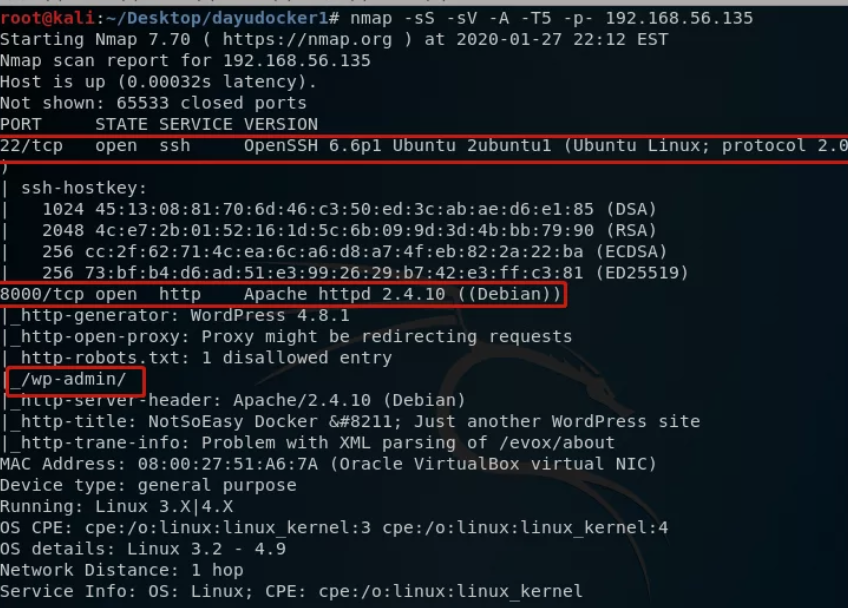 root@kali:~/Desktop/dayudocker1# nmap -sS -sV -A -T5 -p- 192.168.56.135
Starting Nmap 7.70 ( https://nmap.org ) at 2020-01-27 22:12 EST
Nmap scan report for 192.168.56.135
Host is up (0.00032s latency).
Not shown: 65533 closed ports
PORT     STATE SERVICE VERSION
22/tcp   open  ssh     OpenSSH 6.6p1 Ubuntu 2ubuntu1 (Ubuntu Linux; protocol 2.0
)
| ssh-hostkey:
|   1024 45:13:08:81:70:6d:46:c3:50:ed:3c:ab:ae:d6:e1:85 (DSA)
|   2048 4c:e7:2b:01:52:16:1d:5c:6b:09:9d:3d:4b:bb:79:90 (RSA)
|   256 cc:2f:62:71:4c:ea:6c:a6:d8:a7:4f:eb:82:2a:22:ba (ECDSA)
|   256 73:bf:b4:d6:ad:51:e3:99:26:29:b7:42:e3:ff:c3:81 (ED25519)
8000/tcp open  http    Apache httpd 2.4.10 ((Debian))
|_http-generator: WordPress 4.8.1
|_http-open-proxy: Proxy might be redirecting requests
| http-robots.txt: 1 disallowed entry
|_/wp-admin/
|_http-server-header: Apache/2.4.10 (Debian)
|_http-title: NotSoEasy Docker &#8211; Just another WordPress site
|_http-trane-info: Problem with XML parsing of /evox/about
MAC Address: 08:00:27:51:A6:7A (Oracle VirtualBox virtual NIC)
Device type: general purpose
Running: Linux 3.X|4.X
OS CPE: cpe:/o:linux:linux_kernel:3 cpe:/o:linux:linux_kernel:4
OS details: Linux 3.2 - 4.9
Network Distance: 1 hop
Service Info: OS: Linux; CPE: cpe:/o:linux:linux_kernel